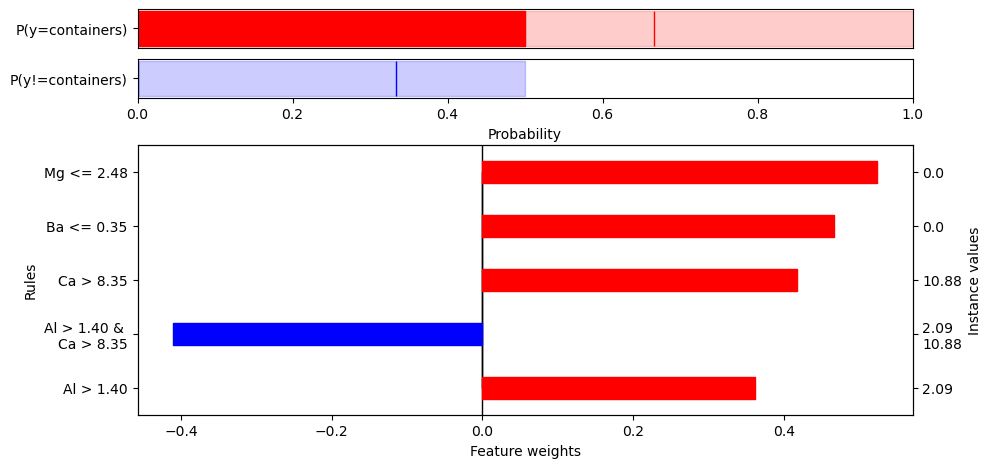 P(y=containers)
P(y!=containers)
0.0 0.2 0.4 0.6 0.8 1.0
Probability
Mg <= 2.48 0.0
Ba <= 0.35 0.0
Ca > 8.35 10.88
Al > 1.40 & 2.09
Ca > 8.35 10.88
Al > 1.40 2.09
Rules
Instance values
−0.4 −0.2 0.0 0.2 0.4
Feature weights